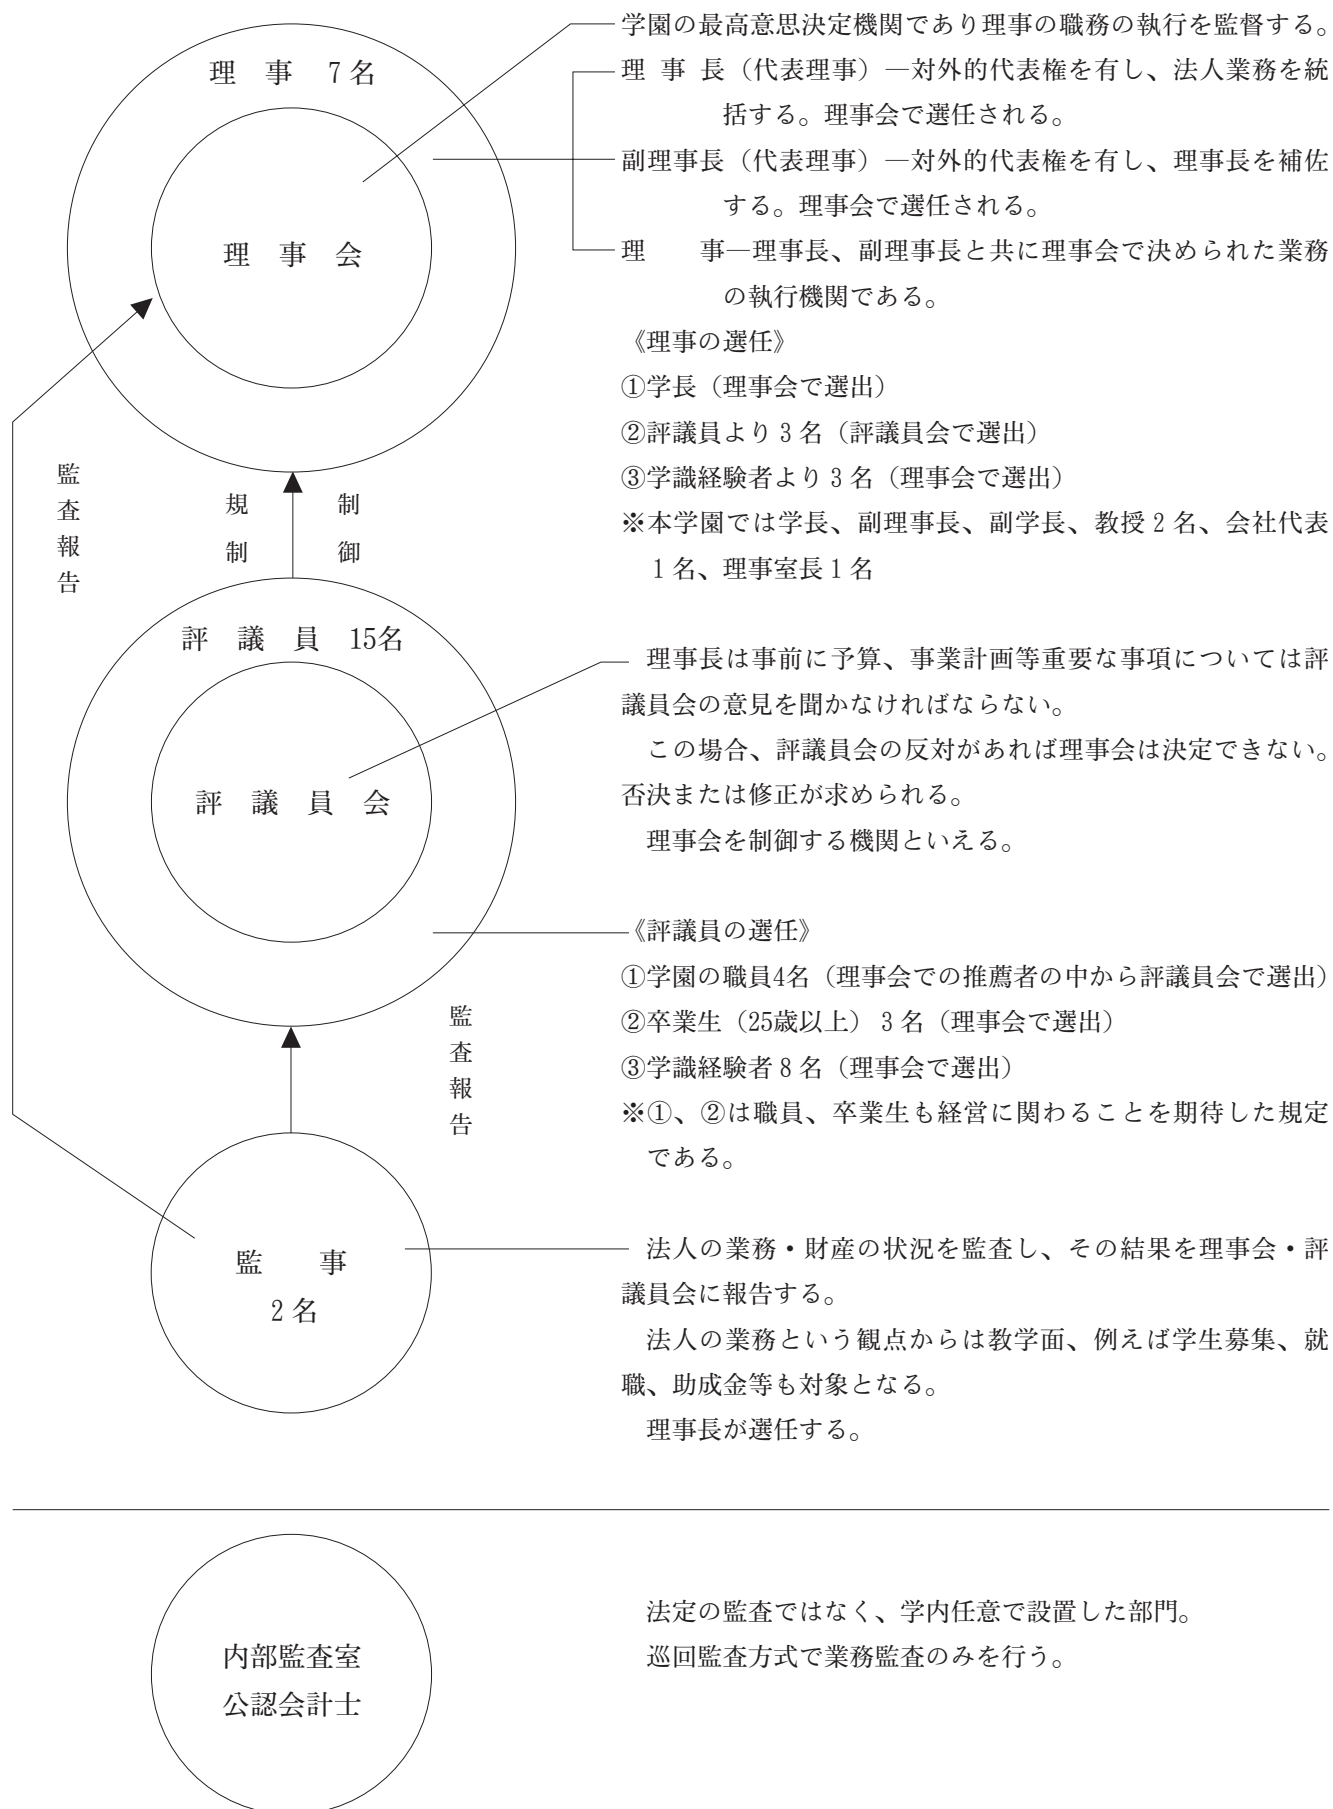 学園の最高意思決定機関であり理事の職務の執行を監督する。
理事 7名
理事長(代表理事)―対外的代表権を有し、法人業務を統
括する。理事会で選任される。
副理事長(代表理事)―対外的代表権を有し、理事長を補佐
する。理事会で選任される。
理事会
理 事―理事長、副理事長と共に理事会で決められた業務
の執行機関である。
《理事の選任》
①学長(理事会で選出)
②評議員より3名(評議員会で選出)
③学識経験者より3名(理事会で選出)
※本学園では学長、副理事長、副学長、教授2名、会社代表
1名、理事室長1名
監査報告
規制
制御
評議員 15名
理事長は事前に予算、事業計画等重要な事項については評
議員会の意見を聞かなければならない。
この場合、評議員会の反対があれば理事会は決定できない。
否決または修正が求められる。
理事会を制御する機関といえる。
評議員会
《評議員の選任》
①学園の職員4名(理事会での推薦者の中から評議員会で選出)
②卒業生(25歳以上)3名(理事会で選出)
③学識経験者8名(理事会で選出)
※①、②は職員、卒業生も経営に関わることを期待した規定
である。
監査報告
監 事
2名
法人の業務・財産の状況を監査し、その結果を理事会・評
議員会に報告する。
法人の業務という観点からは教学面、例えば学生募集、就
職、助成金等も対象となる。
理事長が選任する。
内部監査室
公認会計士
法定の監査ではなく、学内任意で設置した部門。
巡回監査方式で業務監査のみを行う。